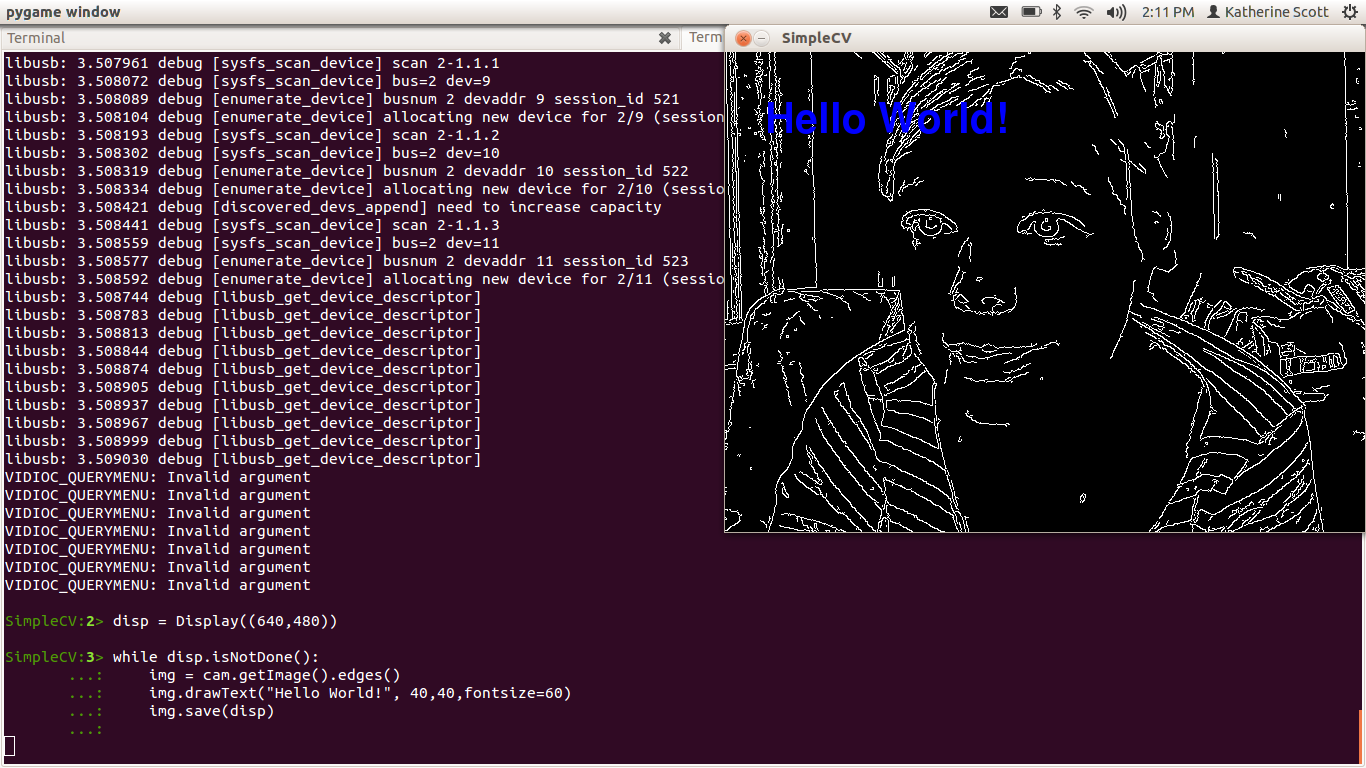 pygame window
2:11 PM Katherine Scott
Terminal
Term
SimpleCV
libusb: 3.507961 debug [sysfs_scan_device] scan 2-1.1.1
libusb: 3.508072 debug [sysfs_scan_device] bus=2 dev=9
libusb: 3.508089 debug [enumerate_device] busnum 2 devaddr 9 session_id 521
libusb: 3.508104 debug [enumerate_device] allocating new device for 2/9 (session
libusb: 3.508193 debug [sysfs_scan_device] scan 2-1.1.2
libusb: 3.508302 debug [sysfs_scan_device] bus=2 dev=10
libusb: 3.508319 debug [enumerate_device] busnum 2 devaddr 10 session_id 522
libusb: 3.508334 debug [enumerate_device] allocating new device for 2/10 (sessio
libusb: 3.508421 debug [discovered_devs_append] need to increase capacity
libusb: 3.508441 debug [sysfs_scan_device] scan 2-1.1.3
libusb: 3.508559 debug [sysfs_scan_device] bus=2 dev=11
libusb: 3.508577 debug [enumerate_device] busnum 2 devaddr 11 session_id 523
libusb: 3.508592 debug [enumerate_device] allocating new device for 2/11 (sessio
libusb: 3.508744 debug [libusb_get_device_descriptor]
libusb: 3.508783 debug [libusb_get_device_descriptor]
libusb: 3.508813 debug [libusb_get_device_descriptor]
libusb: 3.508844 debug [libusb_get_device_descriptor]
libusb: 3.508874 debug [libusb_get_device_descriptor]
libusb: 3.508905 debug [libusb_get_device_descriptor]
libusb: 3.508937 debug [libusb_get_device_descriptor]
libusb: 3.508967 debug [libusb_get_device_descriptor]
libusb: 3.508999 debug [libusb_get_device_descriptor]
libusb: 3.509030 debug [libusb_get_device_descriptor]
VIDIOC_QUERYMENU: Invalid argument
VIDIOC_QUERYMENU: Invalid argument
VIDIOC_QUERYMENU: Invalid argument
VIDIOC_QUERYMENU: Invalid argument
VIDIOC_QUERYMENU: Invalid argument
VIDIOC_QUERYMENU: Invalid argument
VIDIOC_QUERYMENU: Invalid argument
SimpleCV:2> disp = Display((640,480))
SimpleCV:3> while disp.isNotDone():
...:     img = cam.getImage().edges()
...:     img.drawText("Hello World!", 40,40,fontsize=60)
...:     img.save(disp)
...:
Hello World!